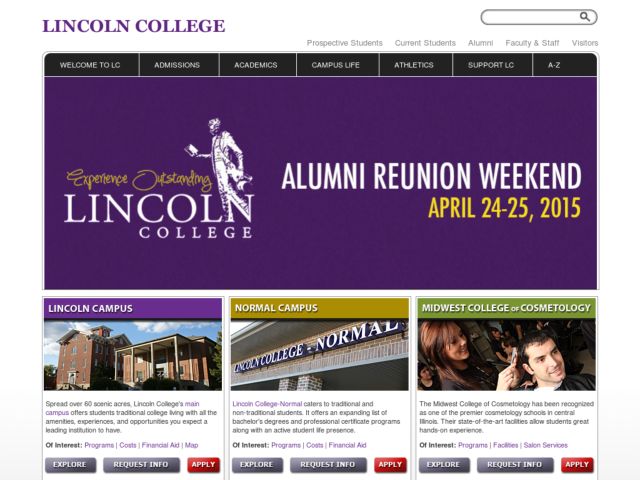 LINCOLN COLLEGE
Prospective Students Current Students Alumni Faculty & Staff Visitors
WELCOME TO LC ADMISSIONS ACADEMICS CAMPUS LIFE ATHLETICS SUPPORT LC A-Z
Experience Outstanding
LINCOLN
COLLEGE
ALUMNI REUNION WEEKEND
APRIL 24-25, 2015
LINCOLN CAMPUS
Spread over 60 scenic acres, Lincoln College's main
campus offers students traditional college living with all the
amenities, experiences, and opportunities you expect a
leading institution to have.
Of Interest: Programs | Costs | Financial Aid | Map
EXPLORE REQUEST INFO APPLY
NORMAL CAMPUS
LINCOLN COLLEGE - NORMAL
Lincoln College-Normal caters to traditional and
non-traditional students. It offers an expanding list of
bachelor's degrees and professional certificate programs
along with an active student life presence.
Of Interest: Programs | Costs | Financial Aid
EXPLORE REQUEST INFO APPLY
MIDWEST COLLEGE OF COSMETOLOGY
The Midwest College of Cosmetology has been recognized
as one of the premier cosmetology schools in central
Illinois. Their state-of-the-art facilities allow students great
hands-on experience.
Of Interest: Programs | Facilities | Salon Services
EXPLORE REQUEST INFO APPLY